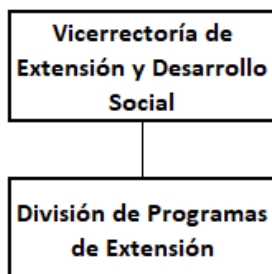 Vicerrectoría de
Extensión y Desarrollo
Social
División de Programas
de Extensión